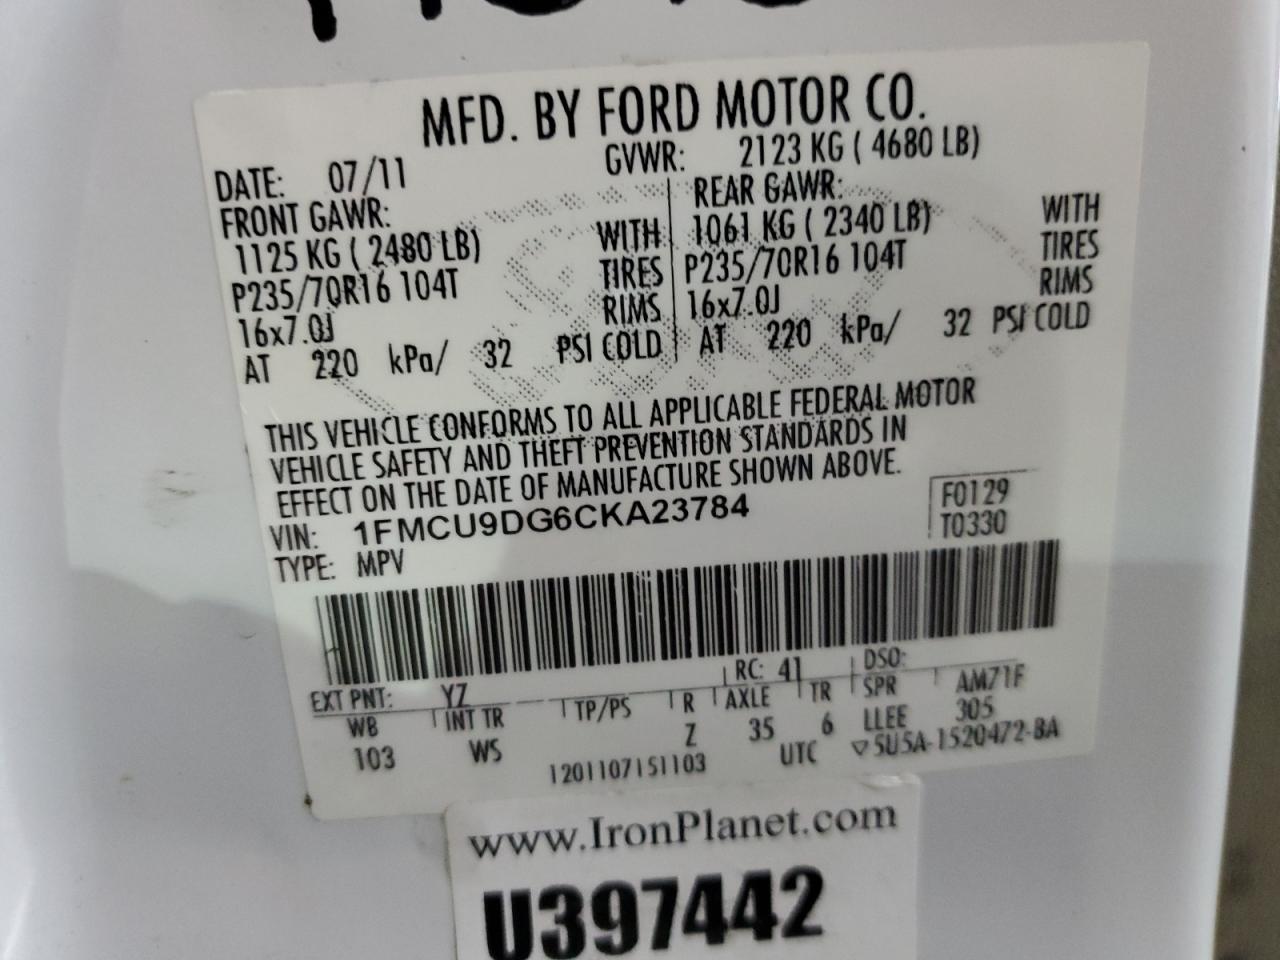 MFD. BY FORD MOTOR CO.
DATE: 07/11 GVWR: 2123 KG ( 4680 LB)
FRONT GAWR: REAR GAWR:
1125 KG ( 2480 LB) WITH 1061 KG ( 2340 LB) WITH
P235/70R16 104T TIRES P235/70R16 104T TIRES
16x7.0J RIMS 16x7.0J RIMS
AT 220 kPa/ 32 PSI COLD AT 220 kPa/ 32 PSI COLD
THIS VEHICLE CONFORMS TO ALL APPLICABLE FEDERAL MOTOR
VEHICLE SAFETY AND THEFT PREVENTION STANDARDS IN
EFFECT ON THE DATE OF MANUFACTURE SHOWN ABOVE.
VIN: 1FMCU9DG6CKA23784 F0129
TYPE: MPV T0330
EXT PNT: YZ RC: 41 DSO:
WB INT TR TP/PS R AXLE TR SPR AM71F
103 WS Z 35 6 LLEE 305
1201107151103 UTC ▽5U5A-1520472-BA
www.IronPlanet.com
U397442